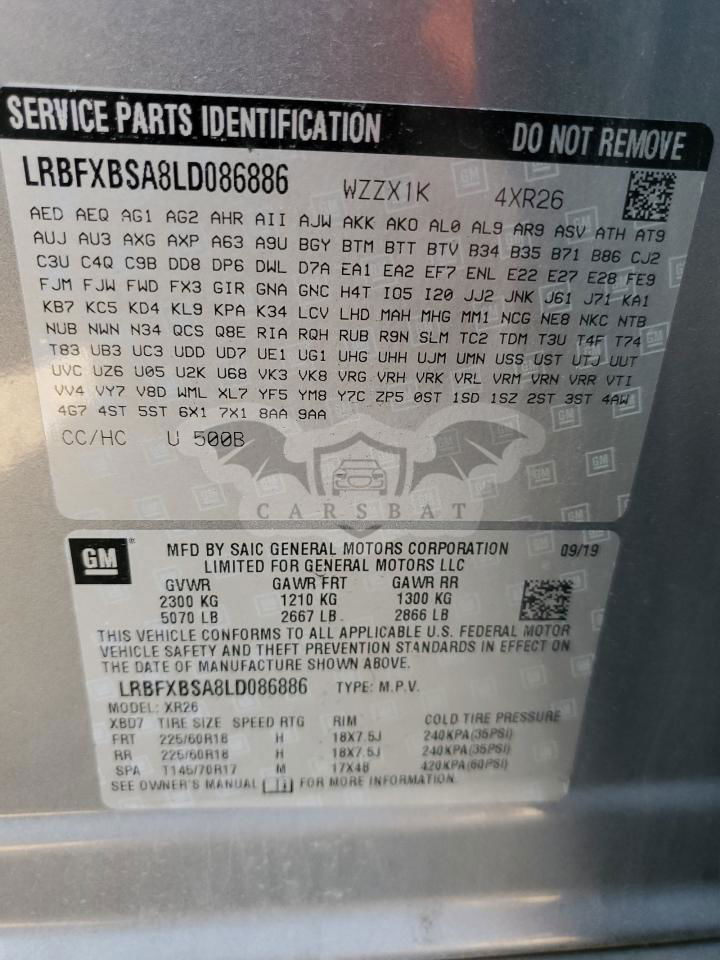 SERVICE PARTS IDENTIFICATION DO NOT REMOVE
LRBFXBSA8LD086886 WZZX1K 4XR26
AED AEQ AG1 AG2 AHR AII AJW AKK AKO AL0 AL9 AR9 ASV ATH AT9
AUJ AU3 AXG AXP A63 A9U BGY BTM BTT BTV B34 B35 B71 B86 CJ2
C3U C4Q C9B DD8 DP6 DWL D7A EA1 EA2 EF7 ENL E22 E27 E28 FE9
FJM FJW FWD FX3 GIR GNA GNC H4T IO5 I20 JJ2 JNK J61 J71 KA1
KB7 KC5 KD4 KL9 KPA K34 LCV LHD MAH MHG MM1 NCG NE8 NKC NTB
NUB NWN N34 QCS Q8E RIA RQH RUB R9N SLM TC2 TDM T3U T4F T74
T83 UB3 UC3 UDD UD7 UE1 UG1 UHG UHH UJM UMN USS UST UTJ UUT
UVC UZ6 U05 U2K U68 VK3 VK8 VRG VRH VRK VRL VRM VRN VRR VTI
VV4 VY7 V8D WML XL7 YF5 YM8 Y7C ZP5 0ST 1SD 1SZ 2ST 3ST 4AW
4G7 4ST 5ST 6X1 7X1 8AA 9AA
CC/HC U 500B
CARSBAT
GM MFD BY SAIC GENERAL MOTORS CORPORATION 09/19
LIMITED FOR GENERAL MOTORS LLC
GVWR GAWR FRT GAWR RR
2300 KG 1210 KG 1300 KG
5070 LB 2667 LB 2866 LB
THIS VEHICLE CONFORMS TO ALL APPLICABLE U.S. FEDERAL MOTOR
VEHICLE SAFETY AND THEFT PREVENTION STANDARDS IN EFFECT ON
THE DATE OF MANUFACTURE SHOWN ABOVE.
LRBFXBSA8LD086886 TYPE: M.P.V.
MODEL: XR26
XBD7 TIRE SIZE SPEED RTG RIM COLD TIRE PRESSURE
FRT 225/60R18 H 18X7.5J 240KPA(35PSI)
RR 225/60R18 H 18X7.5J 240KPA(35PSI)
SPA T145/70R17 M 17X4B 420KPA(60PSI)
SEE OWNER'S MANUAL FOR MORE INFORMATION.